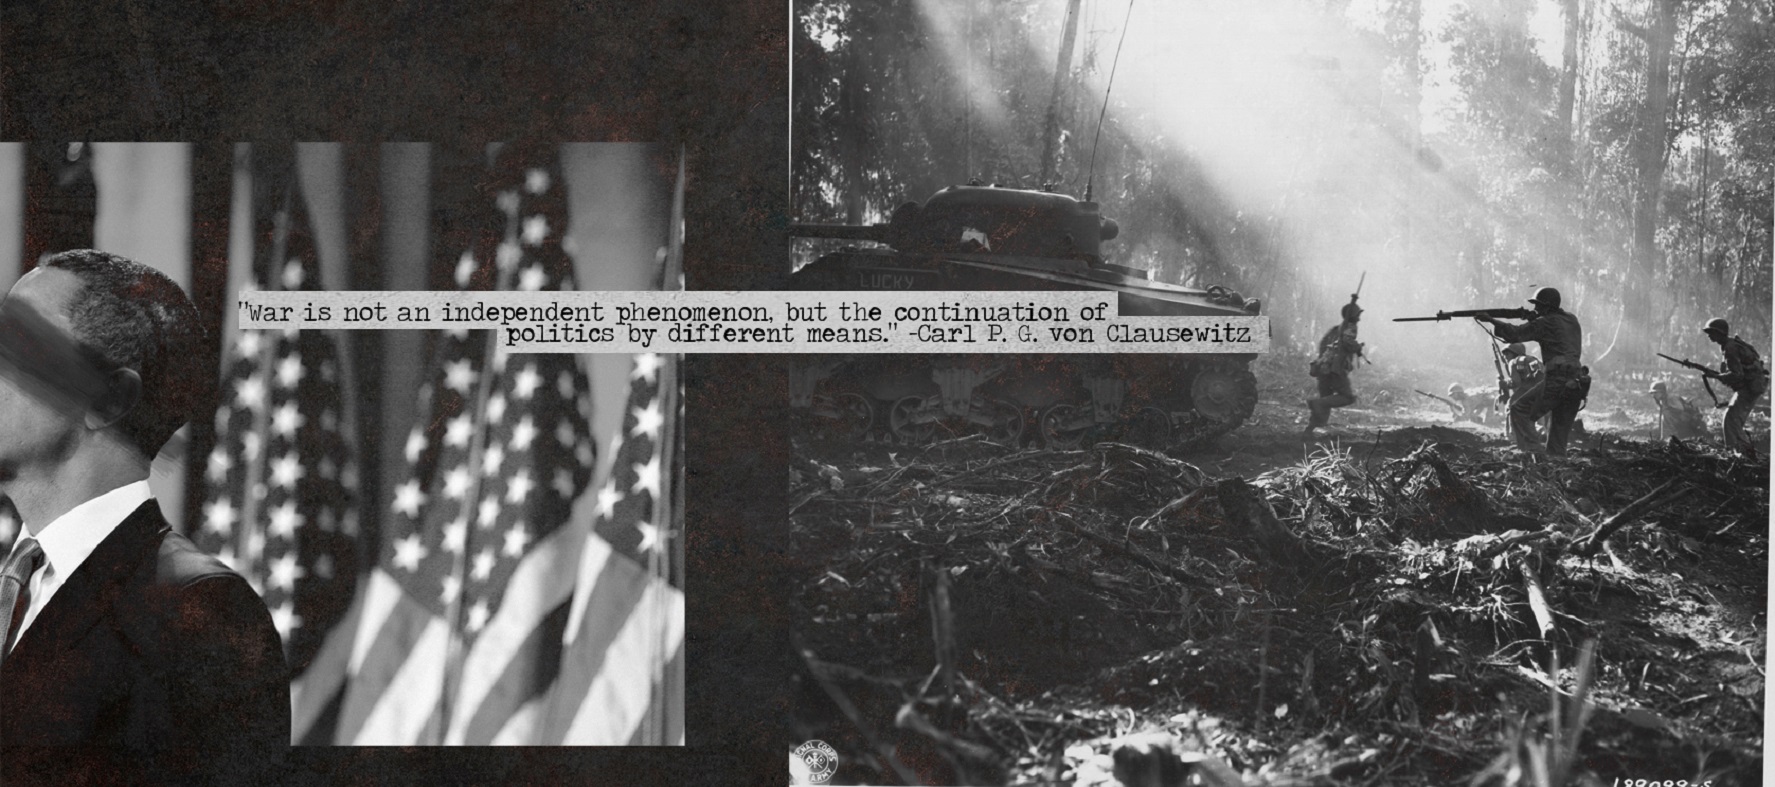 "War is not an independent phenomenon, but the continuation of
politics by different means." -Carl P. G. von Clausewitz
LUCKY